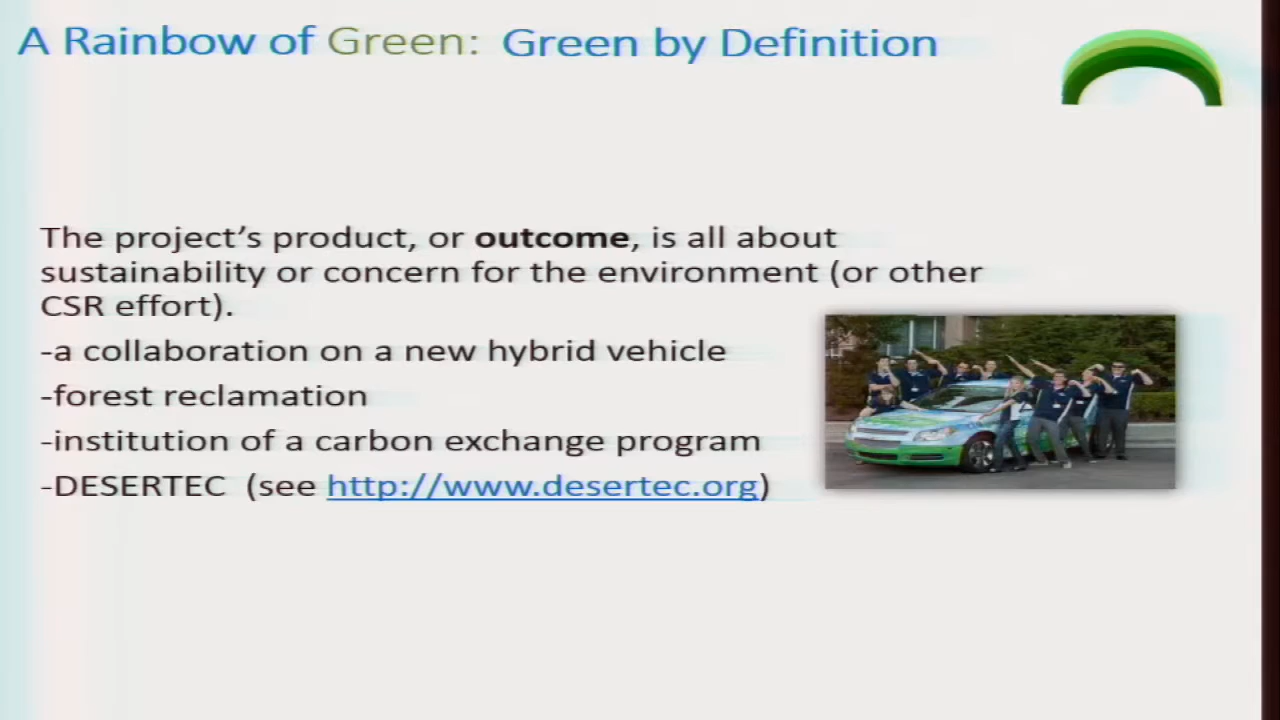 A Rainbow of Green: Green by Definition
The project's product, or outcome, is all about
sustainability or concern for the environment (or other
CSR effort).
-a collaboration on a new hybrid vehicle
-forest reclamation
-institution of a carbon exchange program
-DESERTEC (see http://www.desertec.org)